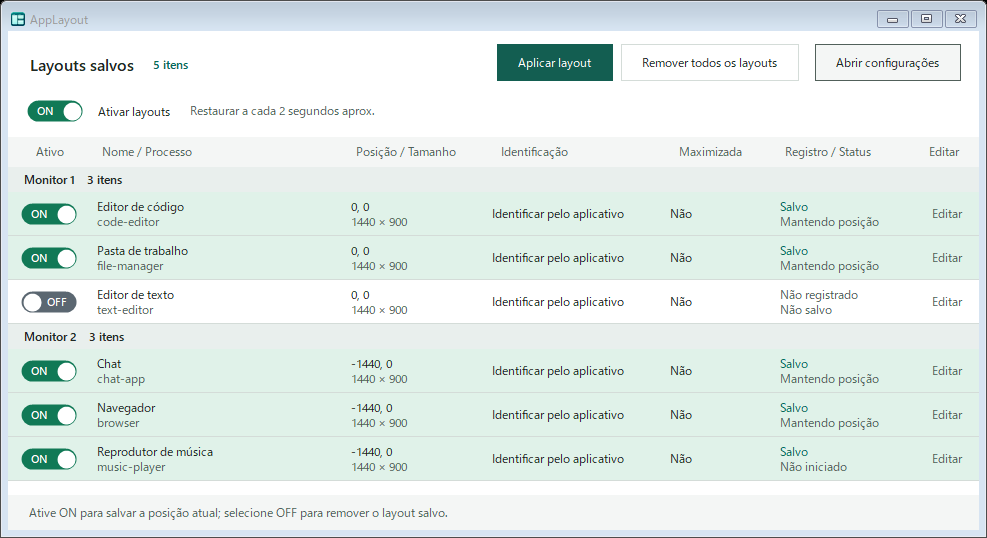 AppLayout
Layouts salvos 5 itens Aplicar layout Remover todos os layouts Abrir configurações
ON Ativar layouts Restaurar a cada 2 segundos aprox.
Ativo Nome / Processo Posição / Tamanho Identificação Maximizada Registro / Status Editar
Monitor 1 3 itens
ON Editor de código 0, 0 Identificar pelo aplicativo Não Salvo Editar
code-editor 1440 × 900 Mantendo posição
ON Pasta de trabalho 0, 0 Identificar pelo aplicativo Não Salvo Editar
file-manager 1440 × 900 Mantendo posição
OFF Editor de texto 0, 0 Identificar pelo aplicativo Não Não registrado Editar
text-editor 1440 × 900 Não salvo
Monitor 2 3 itens
ON Chat -1440, 0 Identificar pelo aplicativo Não Salvo Editar
chat-app 1440 × 900 Mantendo posição
ON Navegador -1440, 0 Identificar pelo aplicativo Não Salvo Editar
browser 1440 × 900 Mantendo posição
ON Reprodutor de música -1440, 0 Identificar pelo aplicativo Não Salvo Editar
music-player 1440 × 900 Não iniciado
Ative ON para salvar a posição atual; selecione OFF para remover o layout salvo.